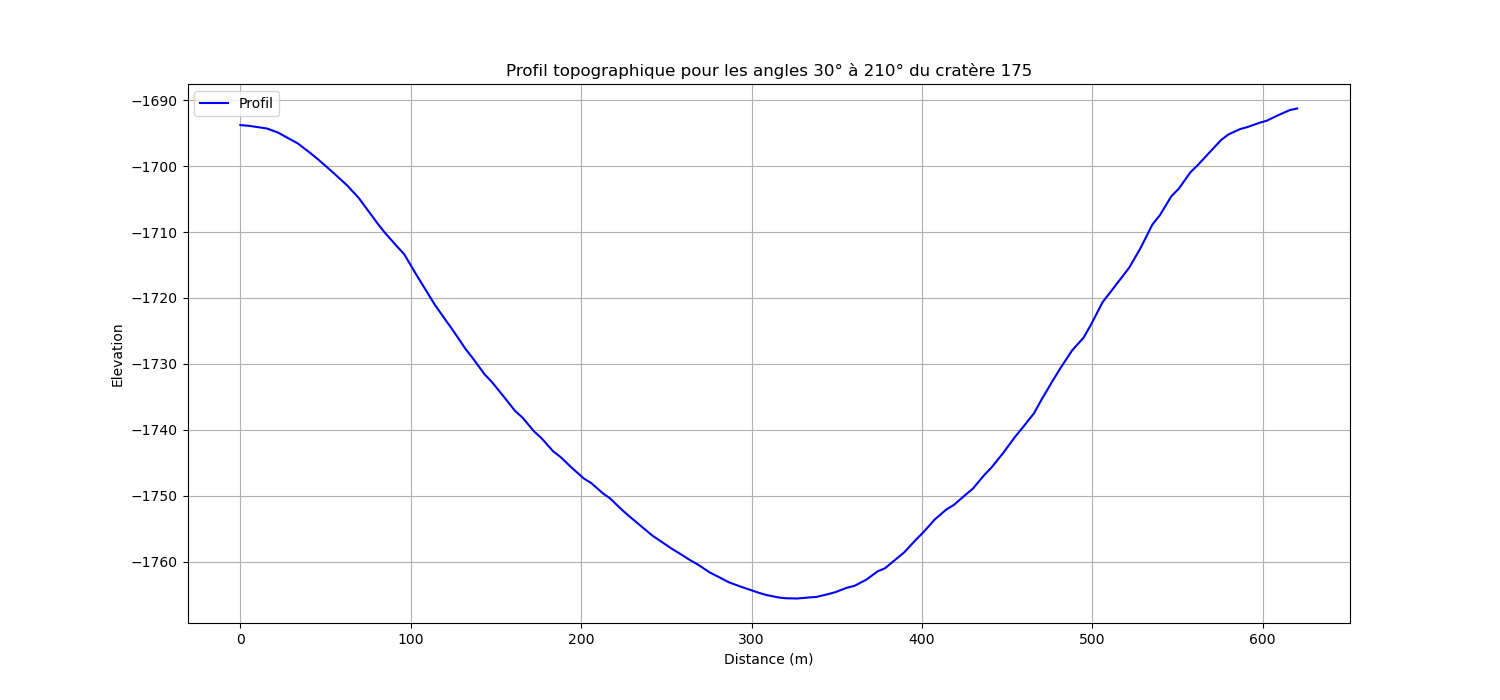 Profil topographique pour les angles 30° à 210° du cratère 175
Profil
−1690
−1700
−1710
−1720
−1730
−1740
−1750
−1760
Elevation
0 100 200 300 400 500 600
Distance (m)